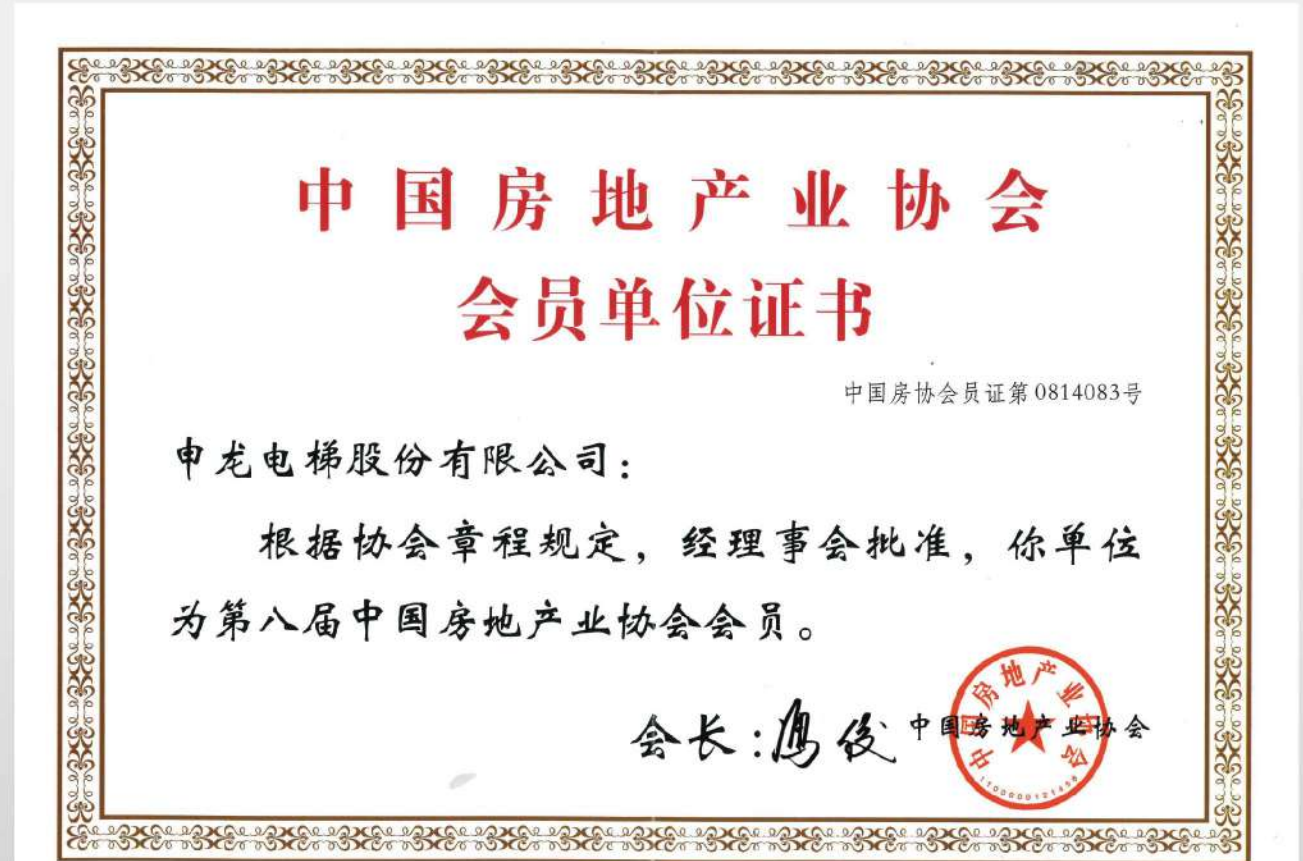 中国房地产业协会
会员单位证书
中国房协会员证第0814083号
申龙电梯股份有限公司:
根据协会章程规定,经理事会批准,你单位
为第八届中国房地产业协会会员。
会长:冯俊
中国房地产业协会
中国房地产业协会